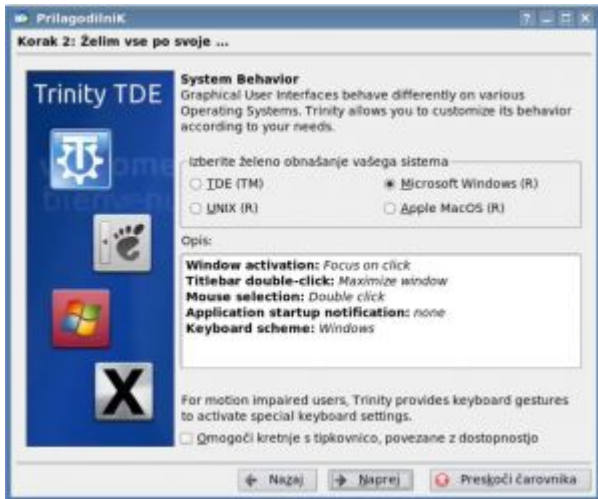 PrilagodilniK
Korak 2: Želim vse po svoje ...
Trinity TDE
System Behavior
Graphical User Interfaces behave differently on various
Operating Systems. Trinity allows you to customize its behavior
according to your needs.
Izberite želeno obnašanje vašega sistema
TDE (TM)
Microsoft Windows (R)
UNIX (R)
Apple MacOS (R)
Opis:
Window activation: Focus on click
Titlebar double-click: Maximize window
Mouse selection: Double click
Application startup notification: none
Keyboard scheme: Windows
For motion impaired users, Trinity provides keyboard gestures
to activate special keyboard settings.
Omogoči kretnje s tipkovnico, povezane z dostopnostjo
Nazaj
Naprej
Preskoči čarovnika